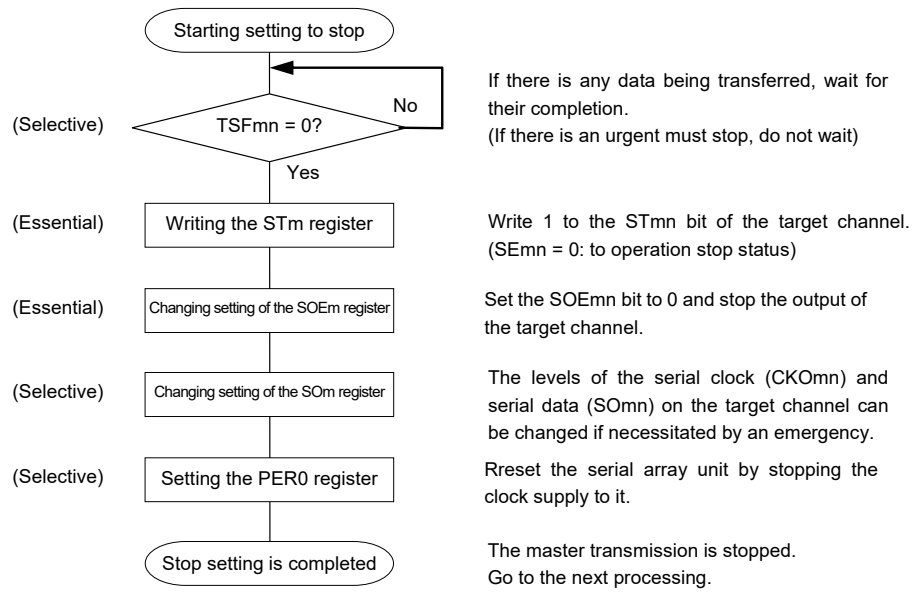 Starting setting to stop
If there is any data being transferred, wait for
their completion.
(If there is an urgent must stop, do not wait)
No
(Selective)
TSFmn = 0?
Yes
(Essential)
Writing the STm register
Write 1 to the STmn bit of the target channel.
(SEmn = 0: to operation stop status)
(Essential)
Changing setting of the SOEm register
Set the SOEmn bit to 0 and stop the output of
the target channel.
(Selective)
Changing setting of the SOm register
The levels of the serial clock (CKOmn) and
serial data (SOmn) on the target channel can
be changed if necessitated by an emergency.
(Selective)
Setting the PER0 register
Rreset the serial array unit by stopping the
clock supply to it.
Stop setting is completed
The master transmission is stopped.
Go to the next processing.